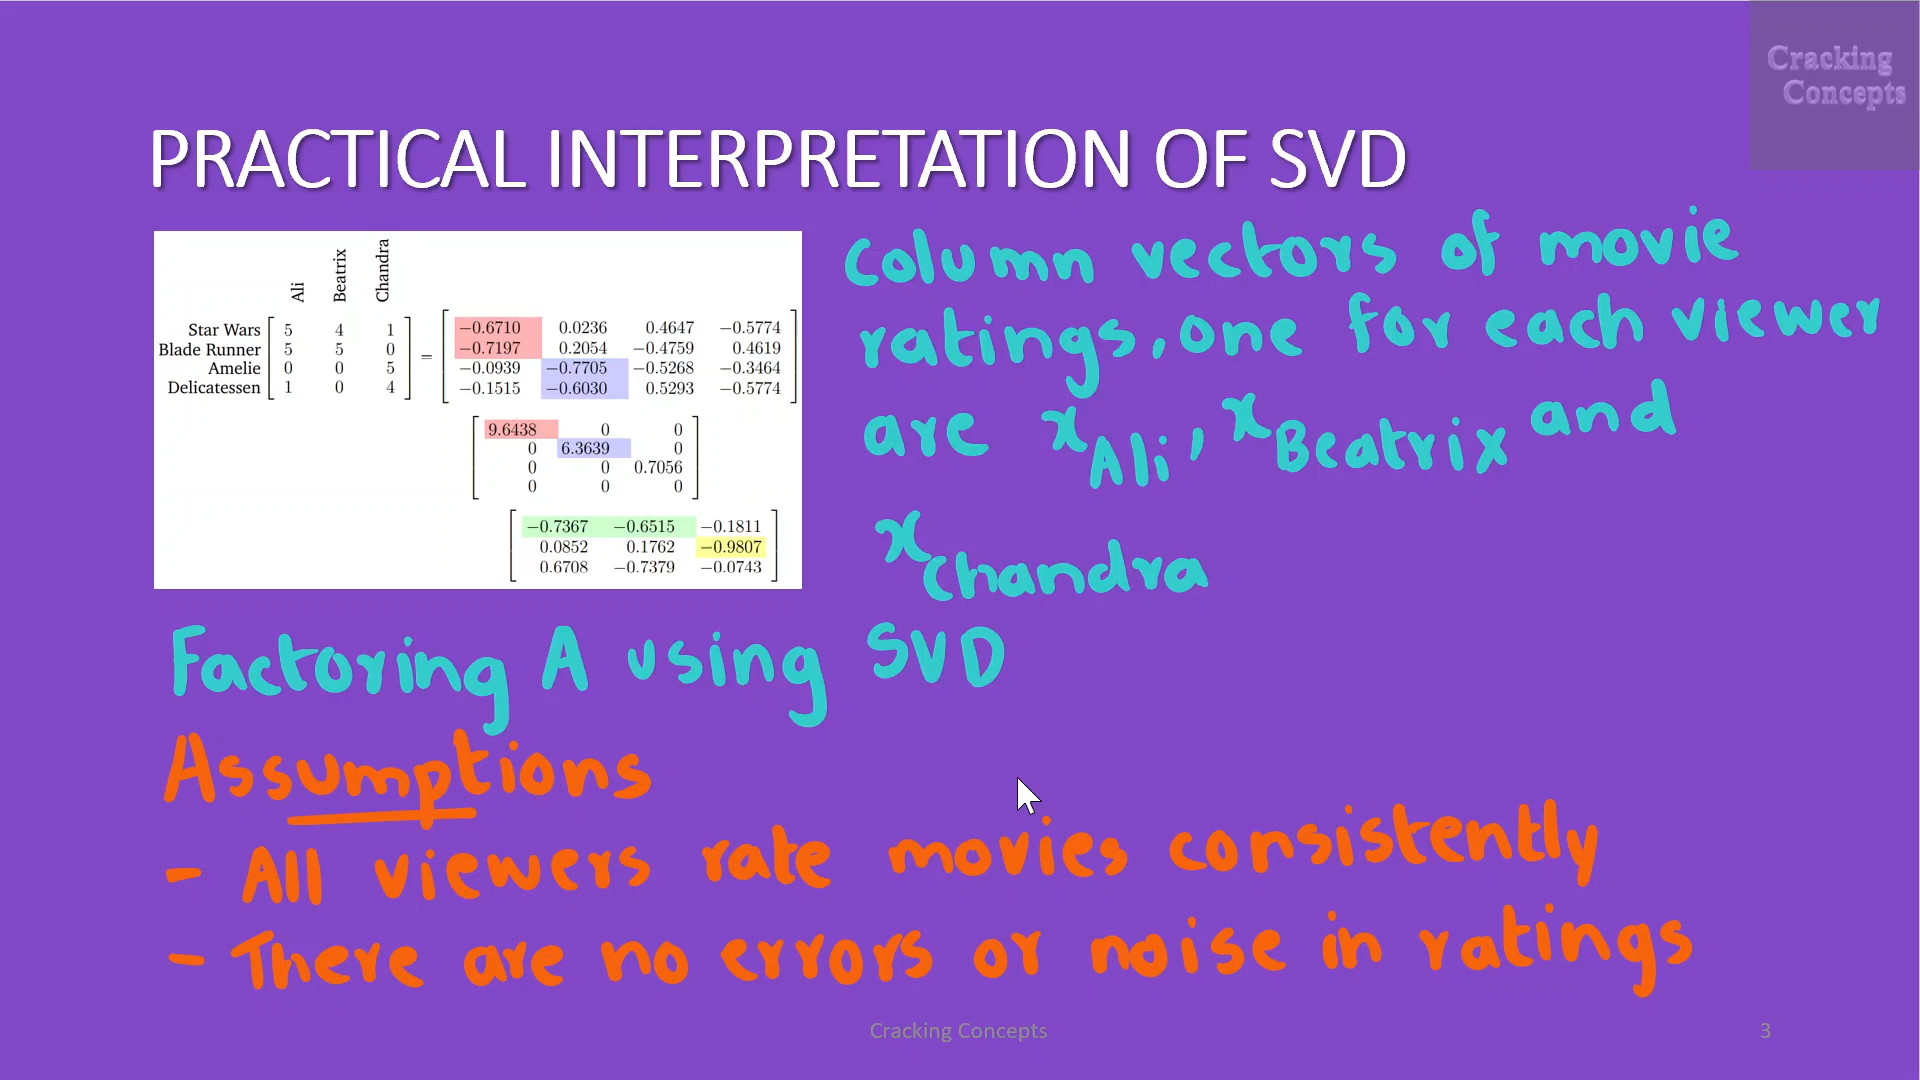 Cracking
Concepts
PRACTICAL INTERPRETATION OF SVD
Ali Beatrix Chandra
Star Wars 5 4 1
Blade Runner 5 5 0
Amelie 0 0 5
Delicatessen 1 0 4
=
−0.6710 0.0236 0.4647 −0.5774
−0.7197 0.2054 −0.4759 0.4619
−0.0939 −0.7705 −0.5268 −0.3464
−0.1515 −0.6030 0.5293 −0.5774
9.6438 0 0
0 6.3639 0
0 0 0.7056
0 0 0
−0.7367 −0.6515 −0.1811
0.0852 0.1762 −0.9807
0.6708 −0.7379 −0.0743
Column vectors of movie
ratings, one for each viewer
are x Ali, x Beatrix and
x Chandra
Factoring A using SVD
Assumptions
- All viewers rate movies consistently
- There are no errors or noise in ratings
Cracking Concepts
3